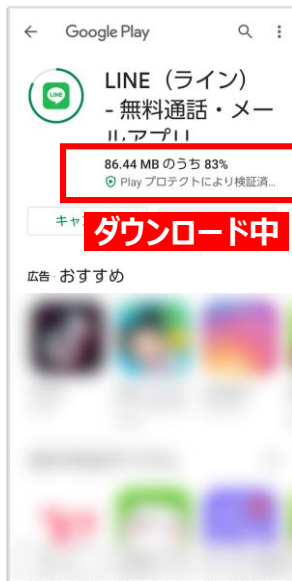 Google Play
LINE
LINE（ライン）
- 無料通話・メー
ルアプリ
86.44 MB のうち 83%
Play プロテクトにより検証済...
キャ
ダウンロード中
広告・おすすめ